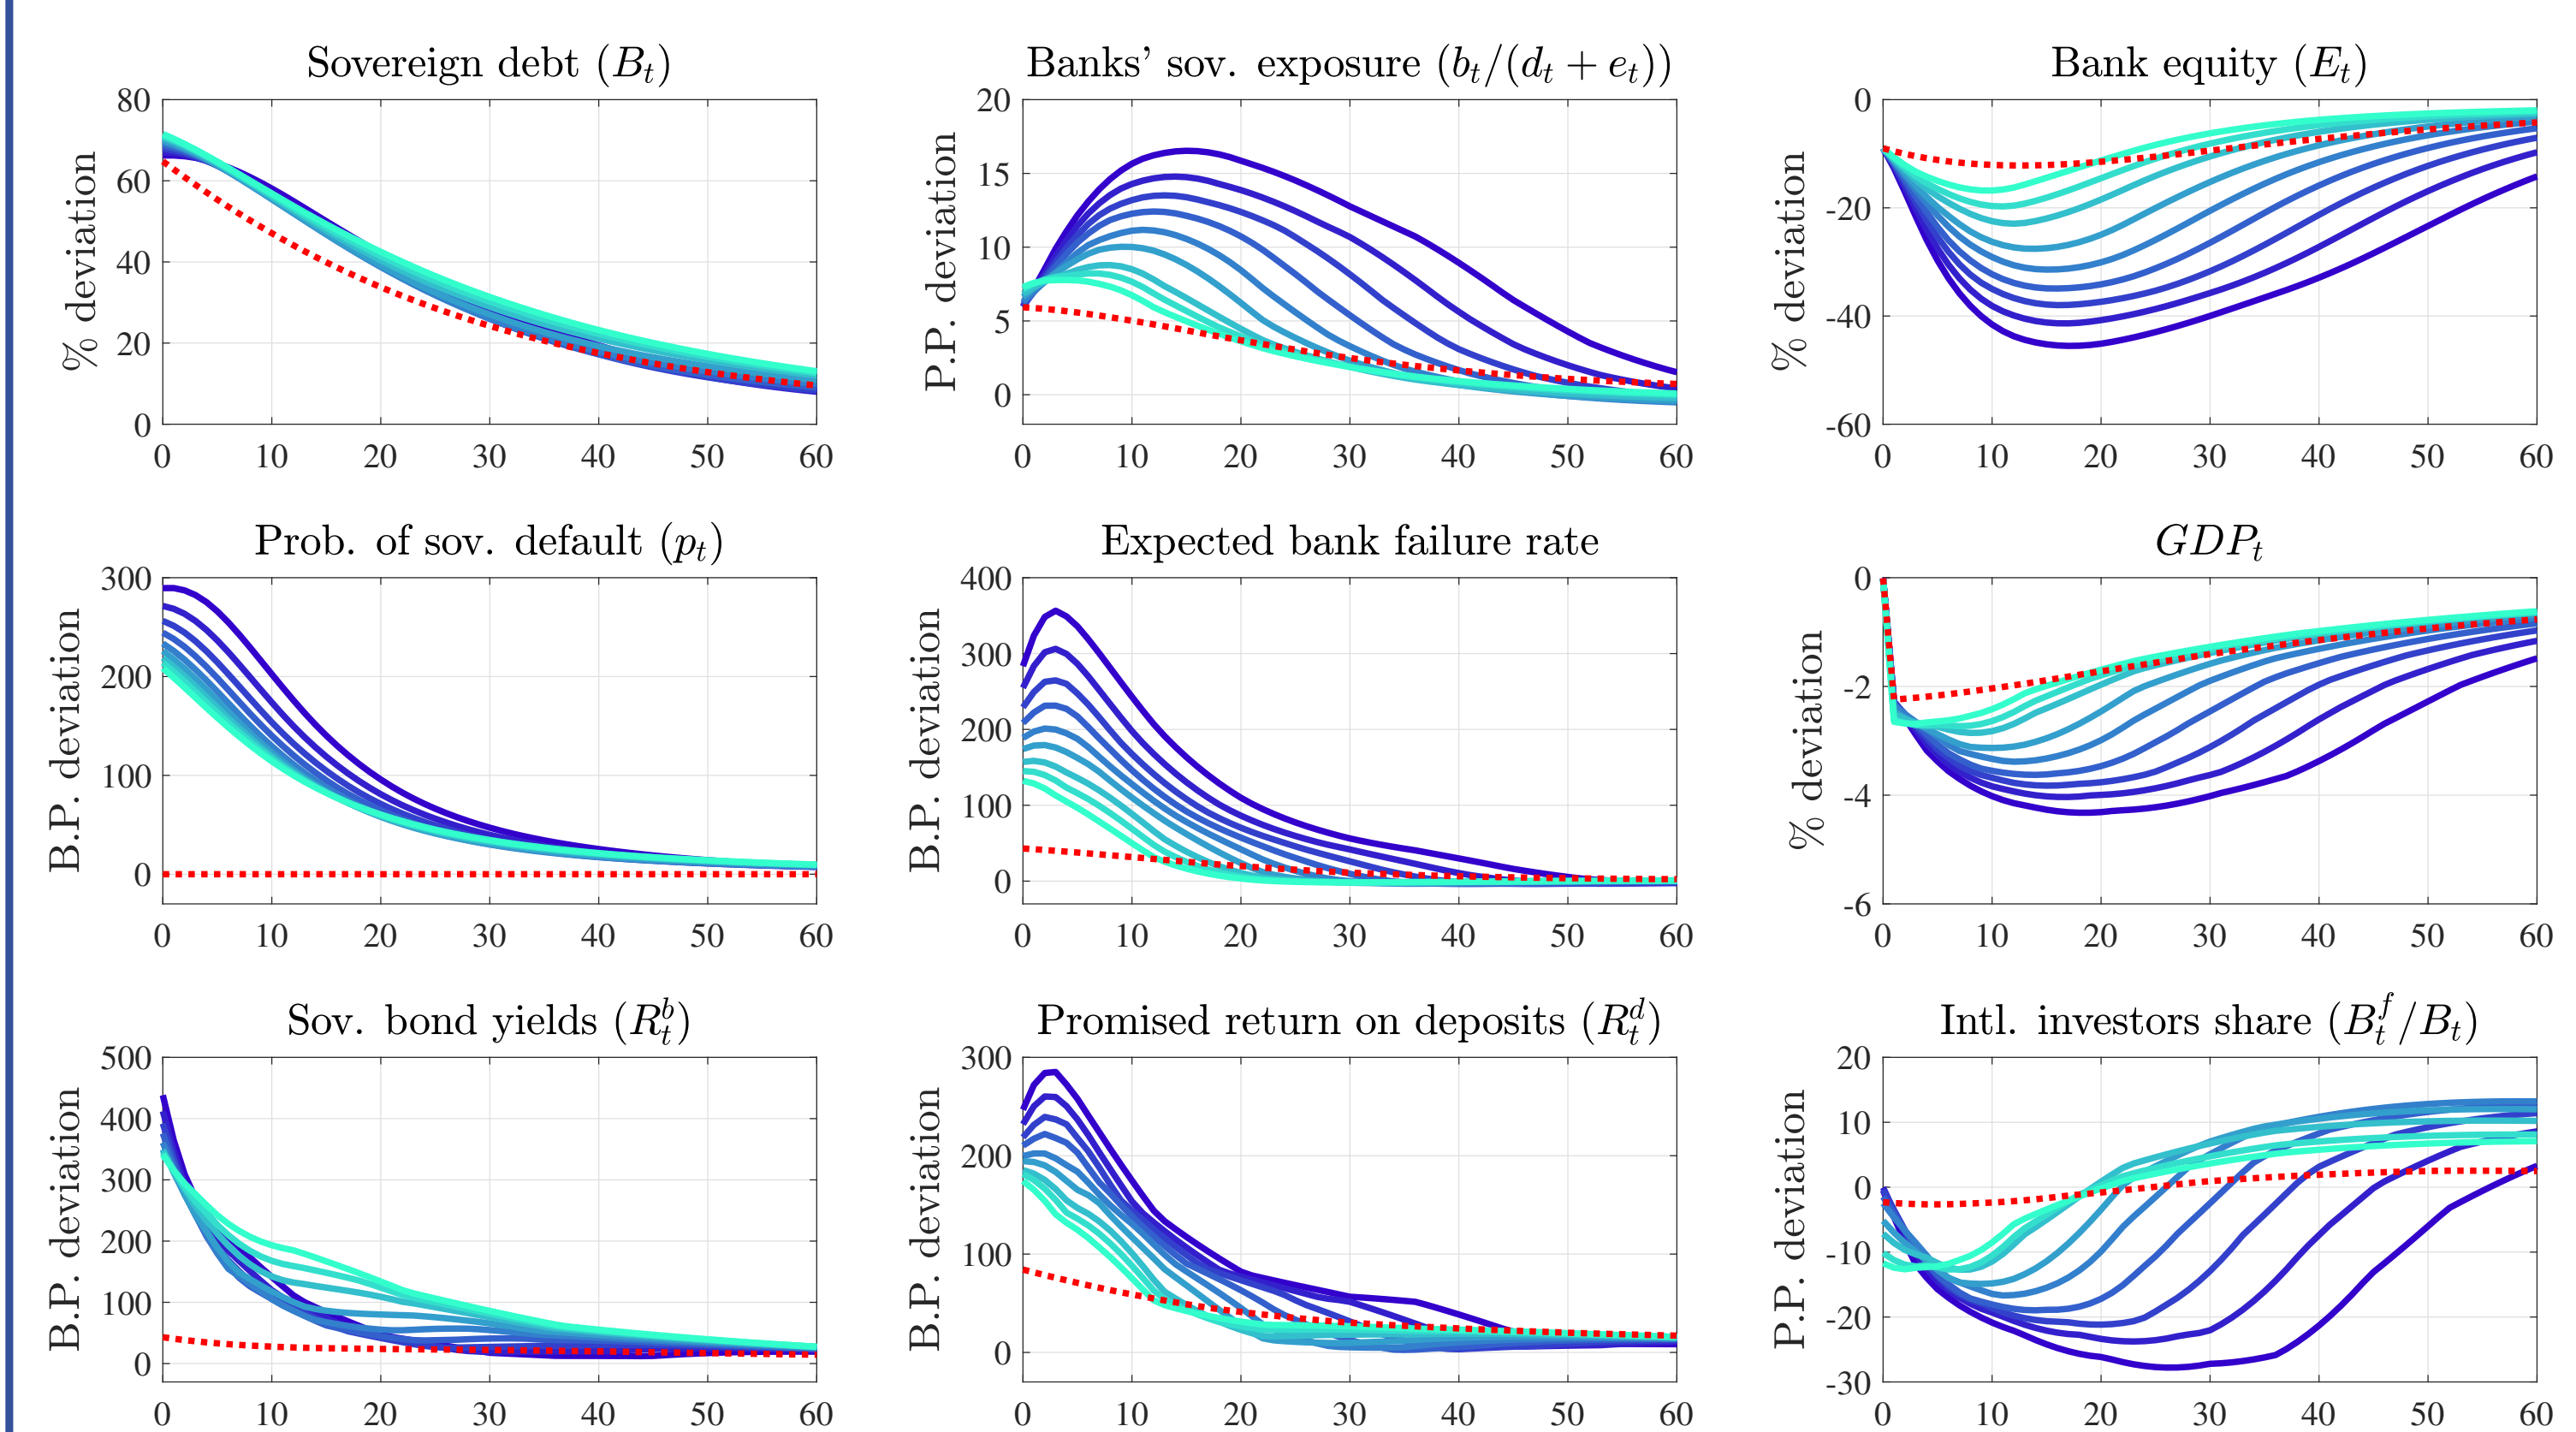 Sovereign debt (B_t)
% deviation
80
60
40
20
0
0 10 20 30 40 50 60
Banks' sov. exposure (b_t/(d_t + e_t))
P.P. deviation
20
15
10
5
0
0 10 20 30 40 50 60
Bank equity (E_t)
% deviation
0
-20
-40
-60
0 10 20 30 40 50 60
Prob. of sov. default (p_t)
B.P. deviation
300
200
100
0
0 10 20 30 40 50 60
Expected bank failure rate
B.P. deviation
400
300
200
100
0
0 10 20 30 40 50 60
GDP_t
% deviation
0
-2
-4
-6
0 10 20 30 40 50 60
Sov. bond yields (R_t^b)
B.P. deviation
500
400
300
200
100
0
0 10 20 30 40 50 60
Promised return on deposits (R_t^d)
B.P. deviation
300
200
100
0
0 10 20 30 40 50 60
Intl. investors share (B_t^f/B_t)
P.P. deviation
20
10
0
-10
-20
-30
0 10 20 30 40 50 60